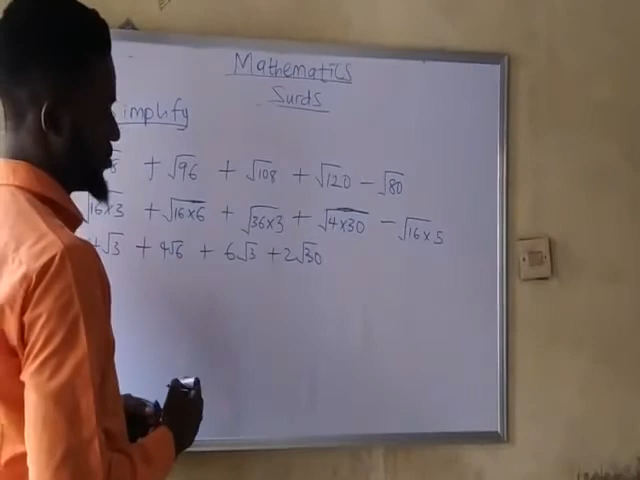 Mathematics
Surds
implify
8 + √96 + √108 + √120 - √80
√16×3 + √16×6 + √36×3 + √4×30 - √16×5
√3 + 4√6 + 6√3 + 2√30